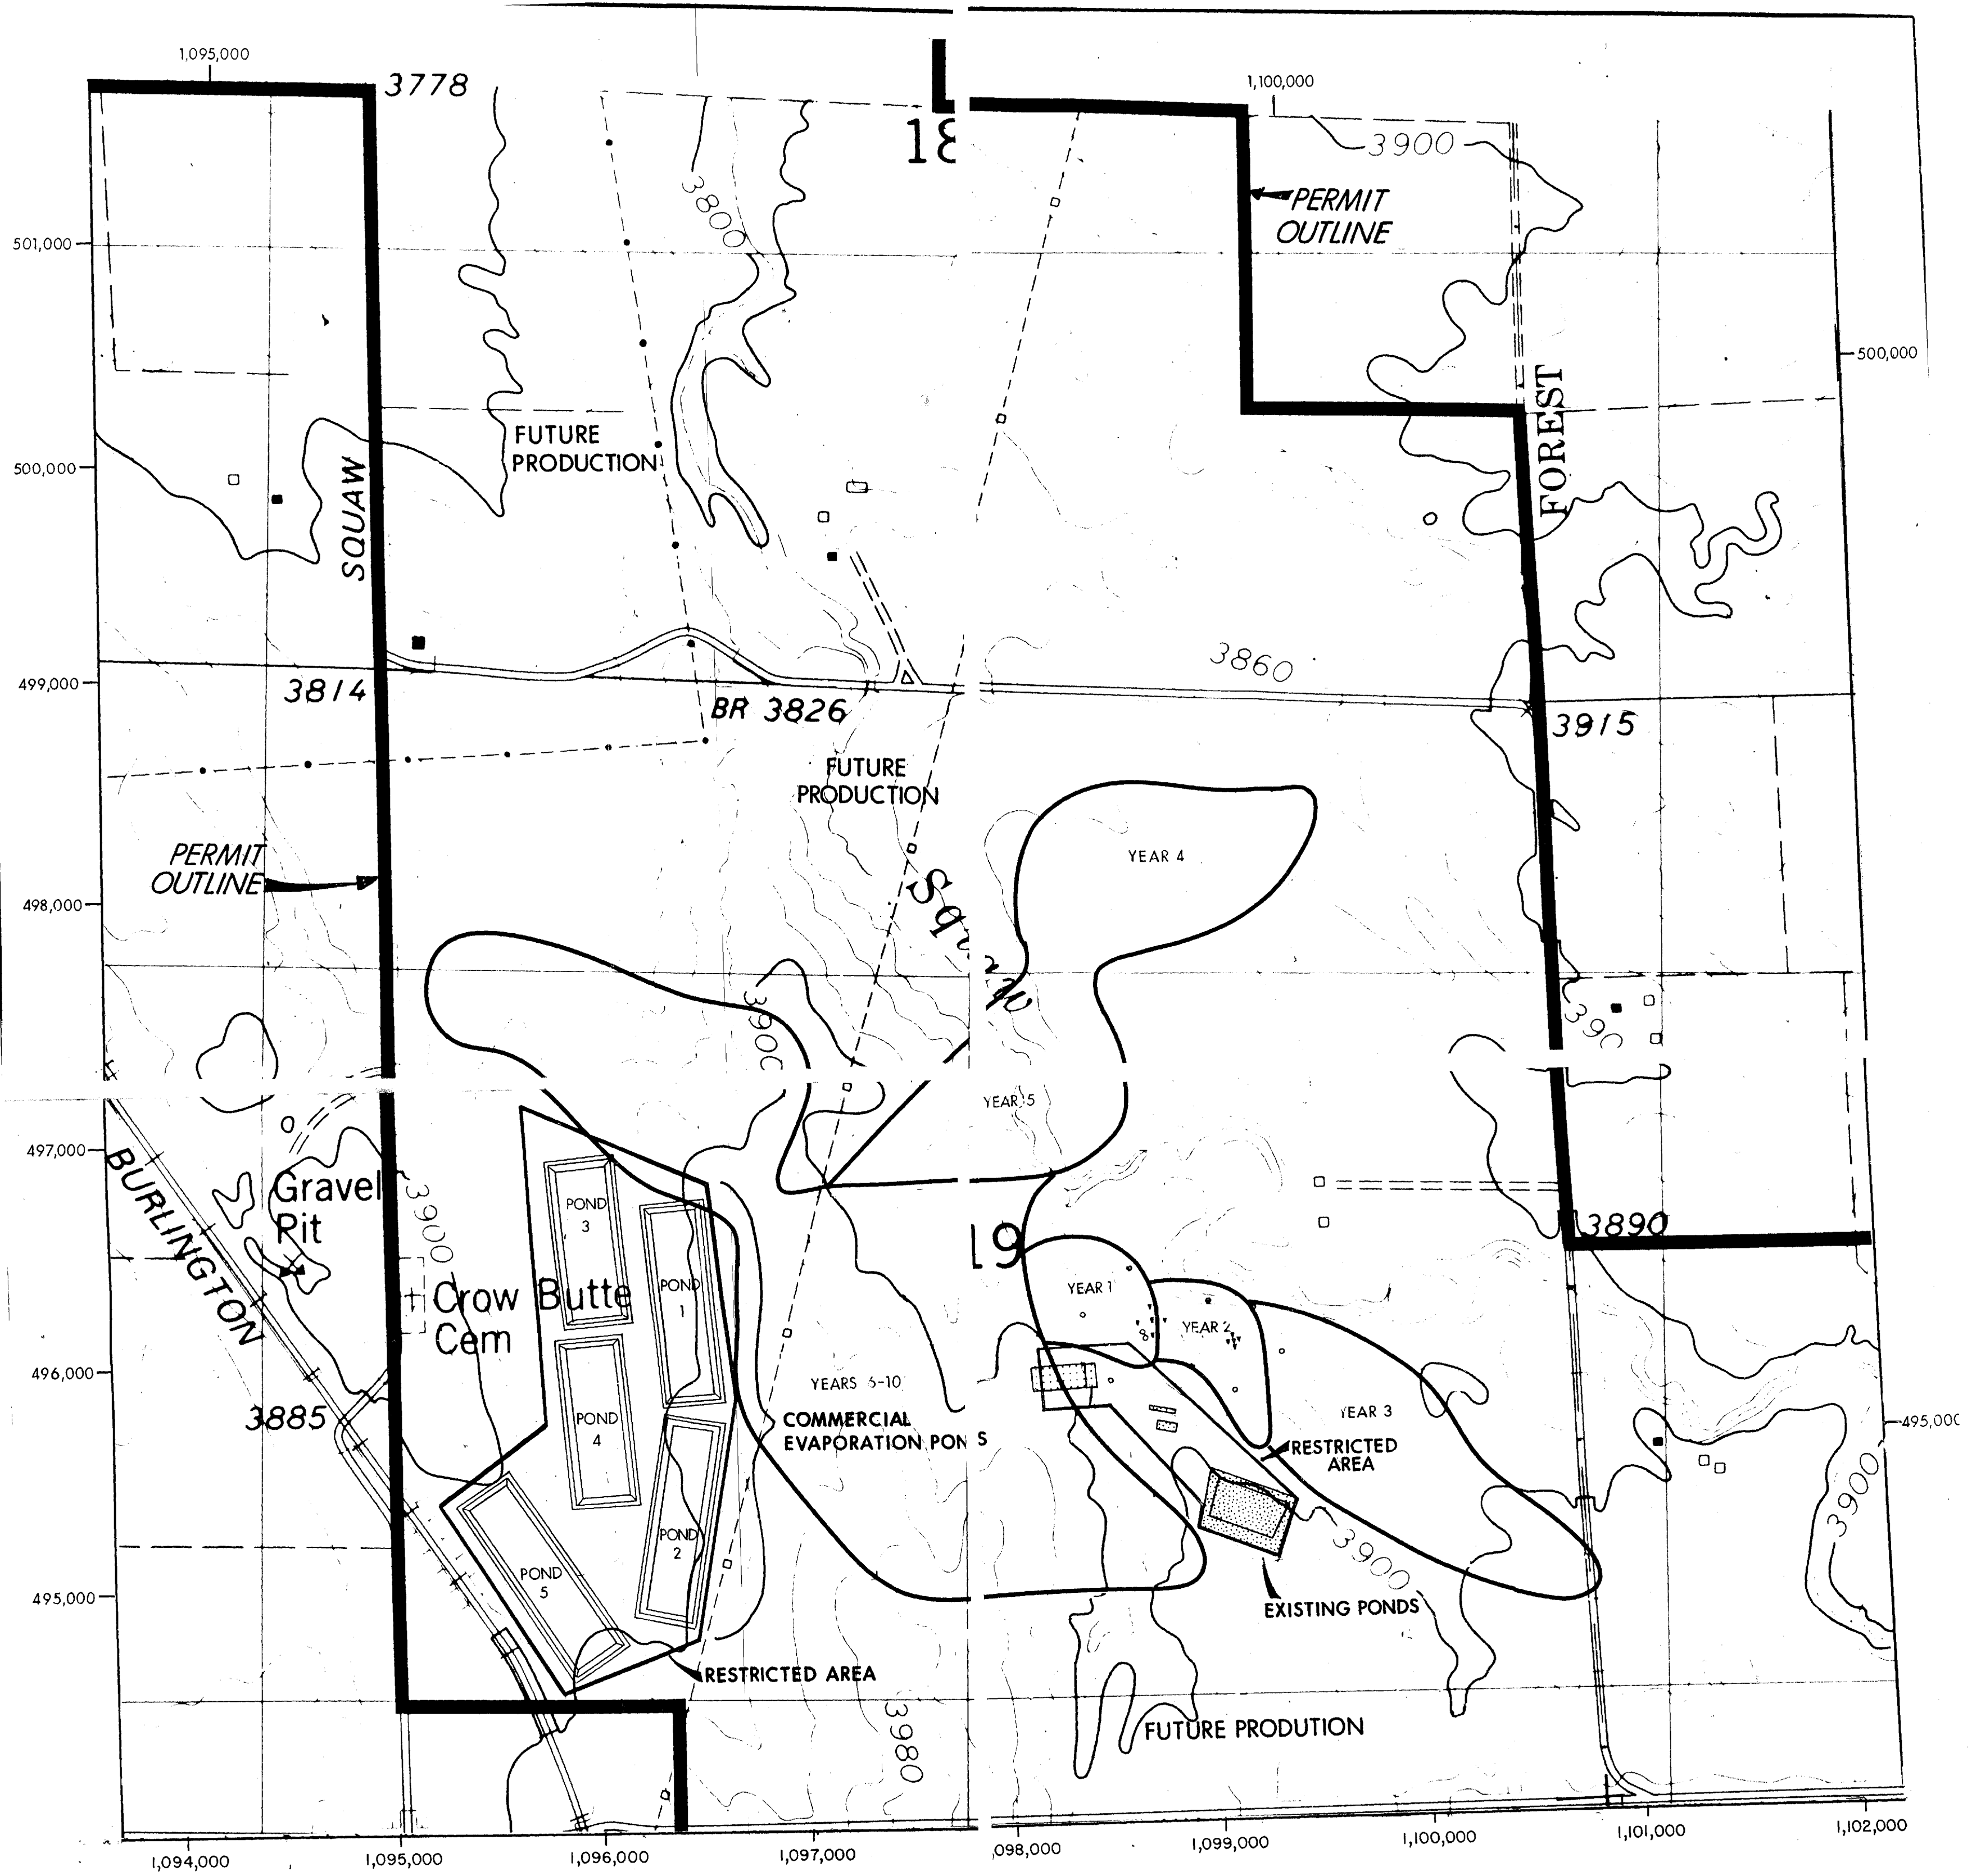 1,095,000
3778
1,100,000
18
3900
3800
PERMIT
OUTLINE
501,000
500,000
FOREST
FUTURE
PRODUCTION
500,000
SQUAW
3860
499,000
3814
BR 3826
3915
FUTURE
PRODUCTION
PERMIT
OUTLINE
YEAR 4
498,000
Squaw
3900
390
YEAR 5
497,000
BURLINGTON
Gravel
Pit
3900
POND
3
19
3890
POND
1
YEAR 1
Crow Butte
Cem
YEAR 2
8
496,000
YEARS 6-10
YEAR 3
3885
POND
4
COMMERCIAL
EVAPORATION PON S
495,000
RESTRICTED
AREA
3900
POND
2
3900
POND
5
495,000
EXISTING PONDS
RESTRICTED AREA
3980
FUTURE PRODUTION
1,094,000
1,095,000
1,096,000
1,097,000
098,000
1,099,000
1,100,000
1,101,000
1,102,000